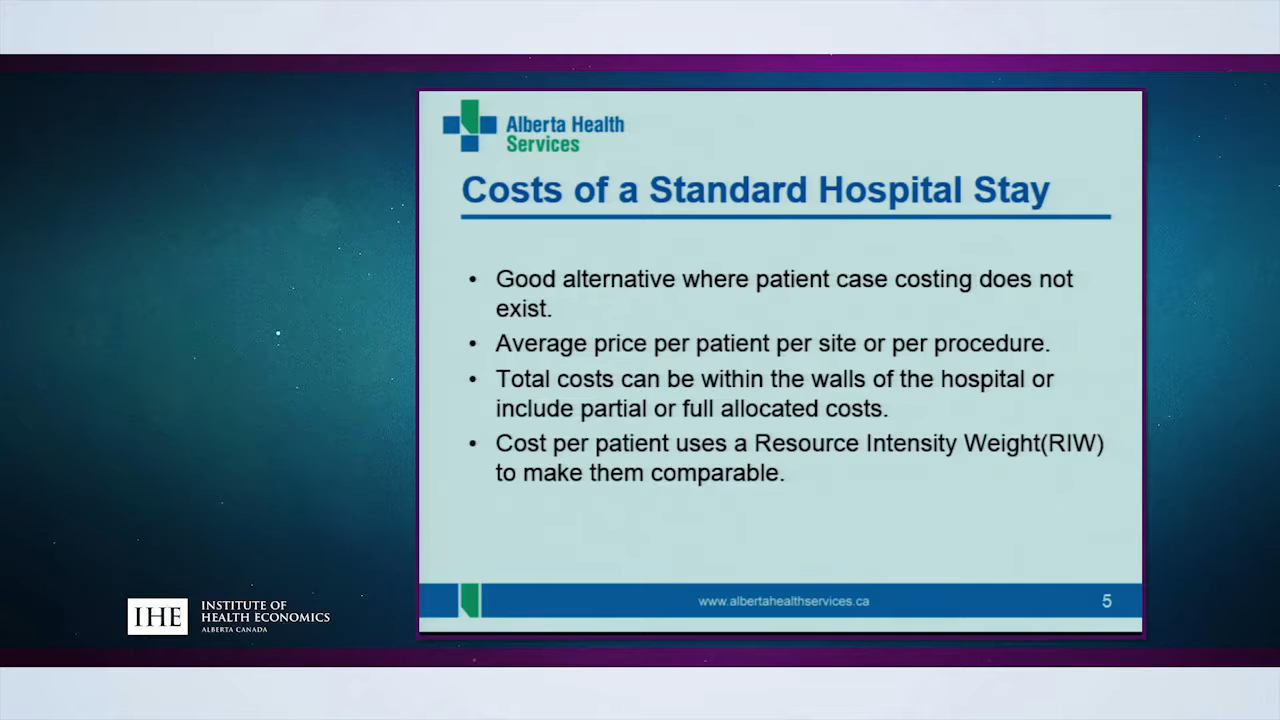 Alberta Health
Services
Costs of a Standard Hospital Stay
• Good alternative where patient case costing does not
exist.
• Average price per patient per site or per procedure.
• Total costs can be within the walls of the hospital or
include partial or full allocated costs.
• Cost per patient uses a Resource Intensity Weight(RIW)
to make them comparable.
www.albertahealthservices.ca
5
IHE
INSTITUTE OF
HEALTH ECONOMICS
ALBERTA CANADA